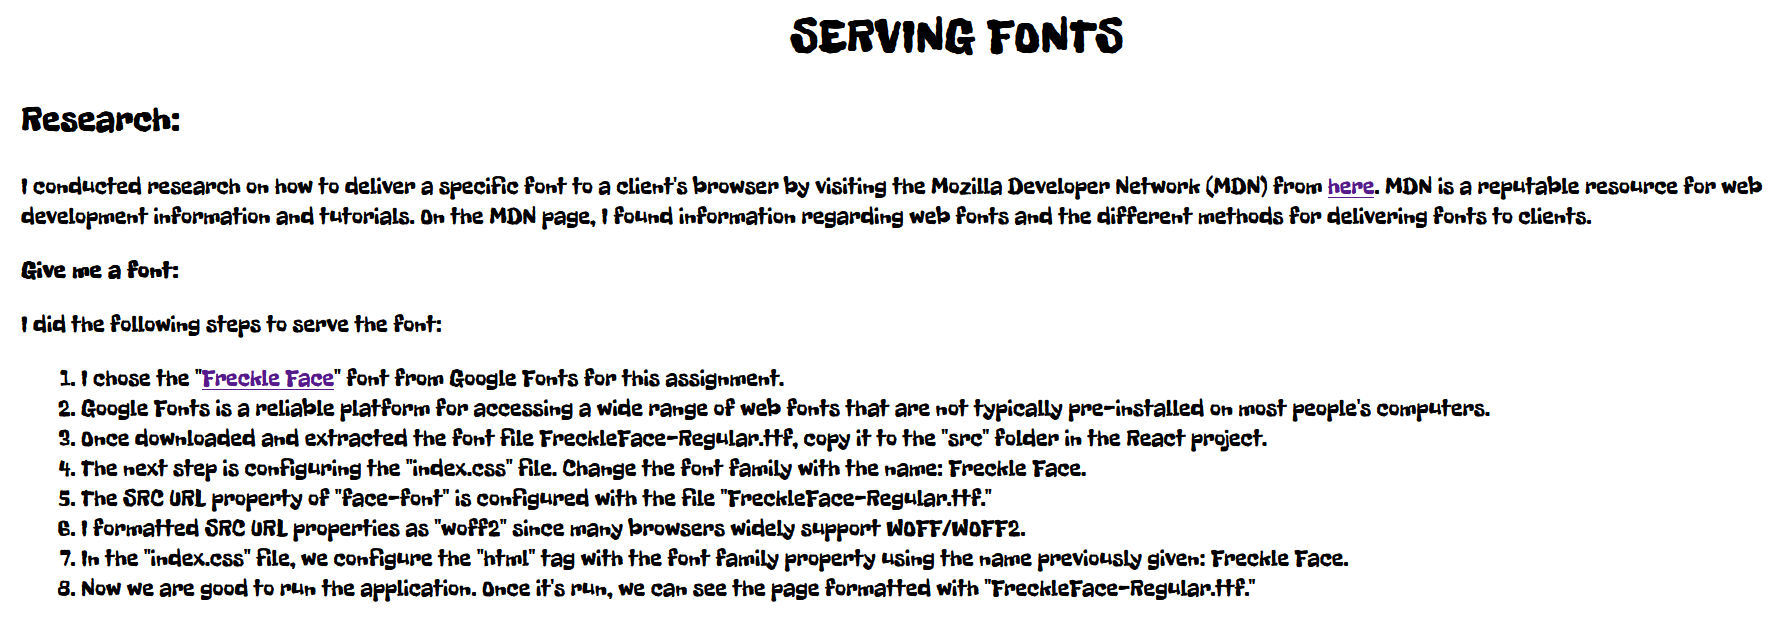 SERVING FONTS
Research:
I conducted research on how to deliver a specific font to a client's browser by visiting the Mozilla Developer Network (MDN) from here. MDN is a reputable resource for web
development information and tutorials. On the MDN page, I found information regarding web fonts and the different methods for delivering fonts to clients.
Give me a font:
I did the following steps to serve the font:
1. I chose the "Freckle Face" font from Google Fonts for this assignment.
2. Google Fonts is a reliable platform for accessing a wide range of web fonts that are not typically pre-installed on most people's computers.
3. Once downloaded and extracted the font file FreckleFace-Regular.ttf, copy it to the "src" folder in the React project.
4. The next step is configuring the "index.css" file. Change the font family with the name: Freckle Face.
5. The SRC URL property of "face-font" is configured with the file "FreckleFace-Regular.ttf."
6. I formatted SRC URL properties as "woff2" since many browsers widely support WOFF/WOFF2.
7. In the "index.css" file, we configure the "html" tag with the font family property using the name previously given: Freckle Face.
8. Now we are good to run the application. Once it's run, we can see the page formatted with "FreckleFace-Regular.ttf."